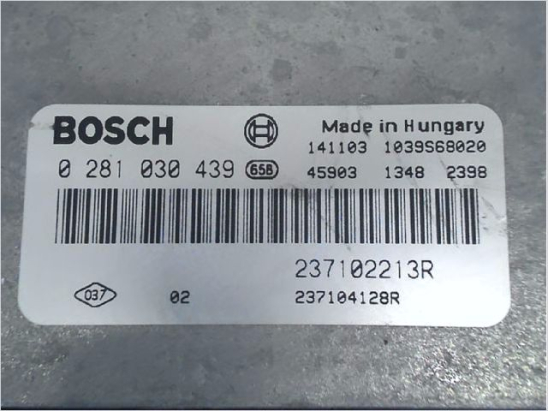 BOSCH
Made in Hungary
141103 1039S68020
0 281 030 439 658
45903 1348 2398
237102213R
037 02 237104128R